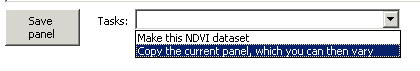 Save
panel
Tasks:
Make this NDVI dataset
Copy the current panel, which you can then vary